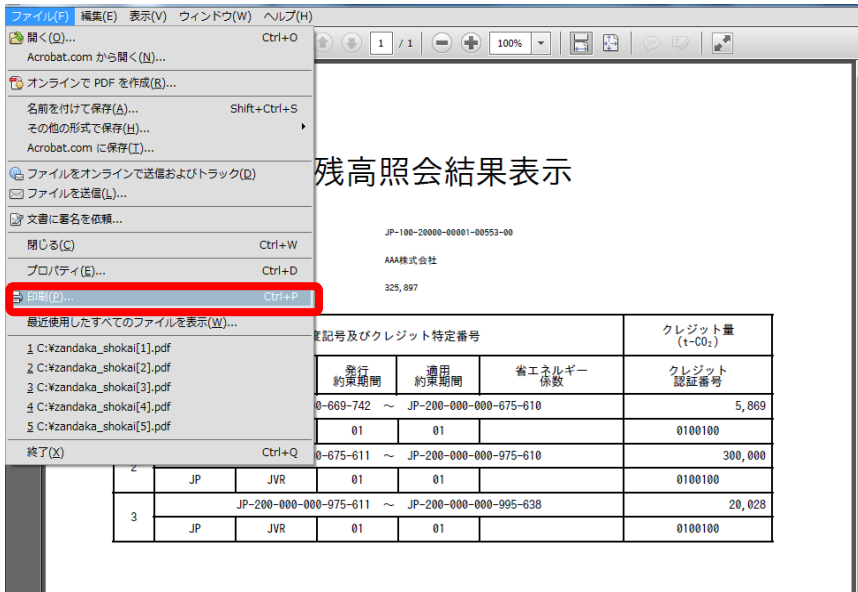 ファイル(F) 編集(E) 表示(V) ウィンドウ(W) ヘルプ(H)
開く(O)... Ctrl+O
1 / 1 100%
Acrobat.com から開く(N)...
オンラインで PDF を作成(R)...
名前を付けて保存(A)... Shift+Ctrl+S
その他の形式で保存(H)...
Acrobat.com に保存(T)...
ファイルをオンラインで送信およびトラック(D)
ファイルを送信(L)...
文書に署名を依頼...
閉じる(C) Ctrl+W
プロパティ(E)... Ctrl+D
印刷(P)... Ctrl+P
最近使用したすべてのファイルを表示(W)...
1 C:¥zandaka_shokai[1].pdf
2 C:¥zandaka_shokai[2].pdf
3 C:¥zandaka_shokai[3].pdf
4 C:¥zandaka_shokai[4].pdf
5 C:¥zandaka_shokai[5].pdf
終了(X) Ctrl+Q
残高照会結果表示
JP-100-20000-00001-00553-00
AAA株式会社
325,897
度記号及びクレジット特定番号 クレジット量
(t-CO₂)
発行 適用 省エネルギー クレジット
約束期間 約束期間 係数 認証番号
0-669-742 ～ JP-200-000-000-675-610 5,869
01 01 0100100
0-675-611 ～ JP-200-000-000-975-610 300,000
2 JP JVR 01 01 0100100
JP-200-000-000-975-611 ～ JP-200-000-000-995-638 20,028
3
JP JVR 01 01 0100100